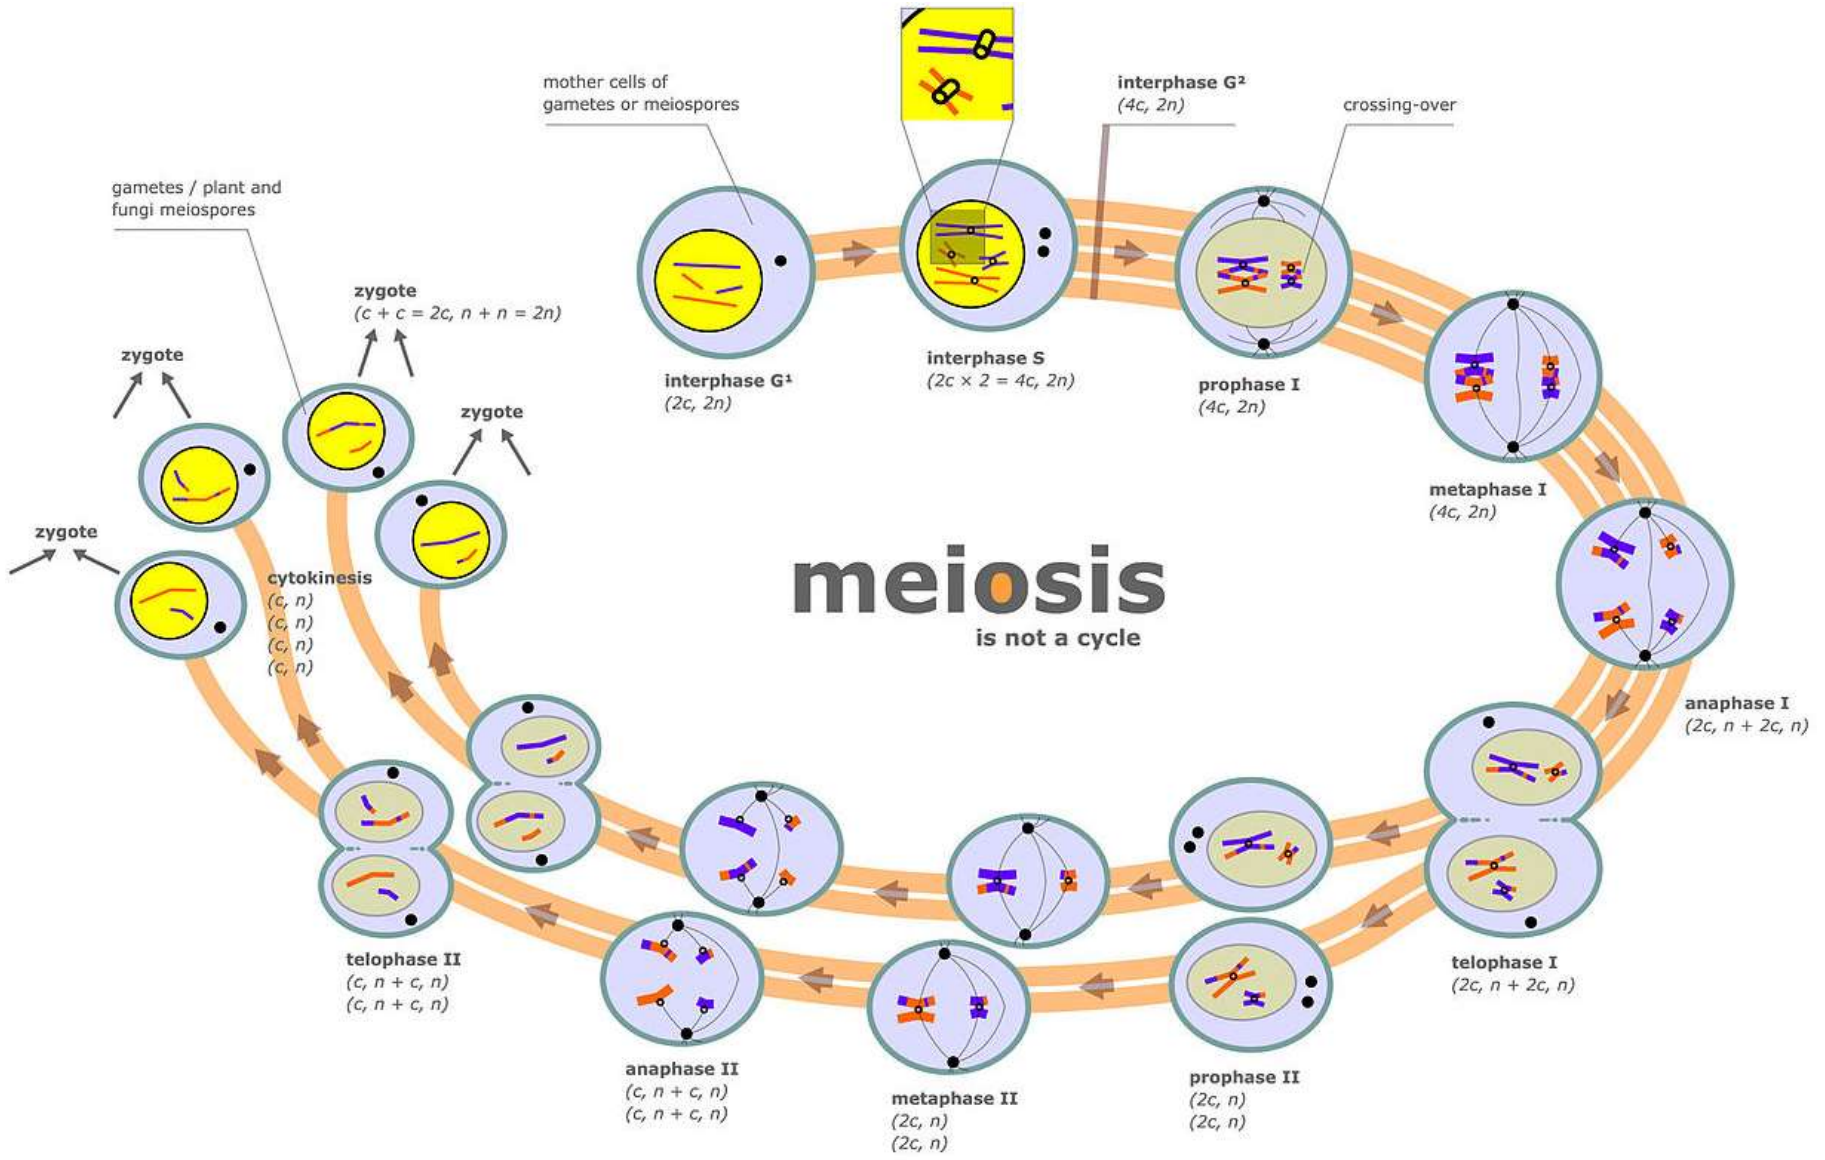 mother cells of
gametes or meiospores
interphase G²
(4c, 2n)
crossing-over
gametes / plant and
fungi meiospores
zygote
(c + c = 2c, n + n = 2n)
zygote
zygote
zygote
interphase G¹
(2c, 2n)
interphase S
(2c × 2 = 4c, 2n)
prophase I
(4c, 2n)
metaphase I
(4c, 2n)
cytokinesis
(c, n)
(c, n)
(c, n)
(c, n)
meiosis
is not a cycle
anaphase I
(2c, n + 2c, n)
telophase II
(c, n + c, n)
(c, n + c, n)
telophase I
(2c, n + 2c, n)
anaphase II
(c, n + c, n)
(c, n + c, n)
metaphase II
(2c, n)
(2c, n)
prophase II
(2c, n)
(2c, n)